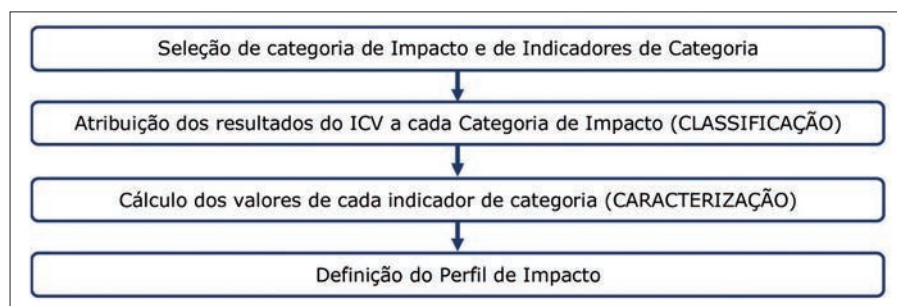 Seleção de categoria de Impacto e de Indicadores de Categoria
Atribuição dos resultados do ICV a cada Categoria de Impacto (CLASSIFICAÇÃO)
Cálculo dos valores de cada indicador de categoria (CARACTERIZAÇÃO)
Definição do Perfil de Impacto